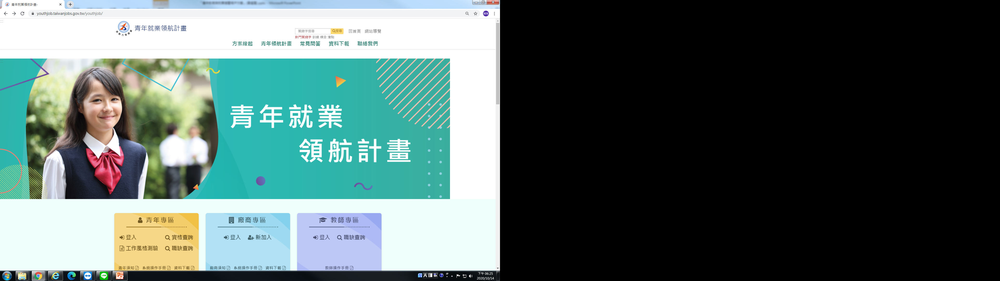 青年就業領航計畫-
youthjob.taiwanjobs.gov.tw/youthjob/
耀寬
青年就業領航計畫
關鍵字搜尋
搜尋
回首頁 網站導覽
熱門關鍵字 訓練 媒合 津貼
方案緣起 青年領航計畫 常見問答 資料下載 聯絡我們
青年就業
領航計畫
青年專區
登入 資格查詢
工作風格測驗 職缺查詢
青年須知 系統操作手冊 資料下載
廠商專區
登入 新加入
廠商須知 系統操作手冊 資料下載
教師專區
登入 職缺查詢
教師操作手冊
LINE
A
下午 06:25
2020/10/14